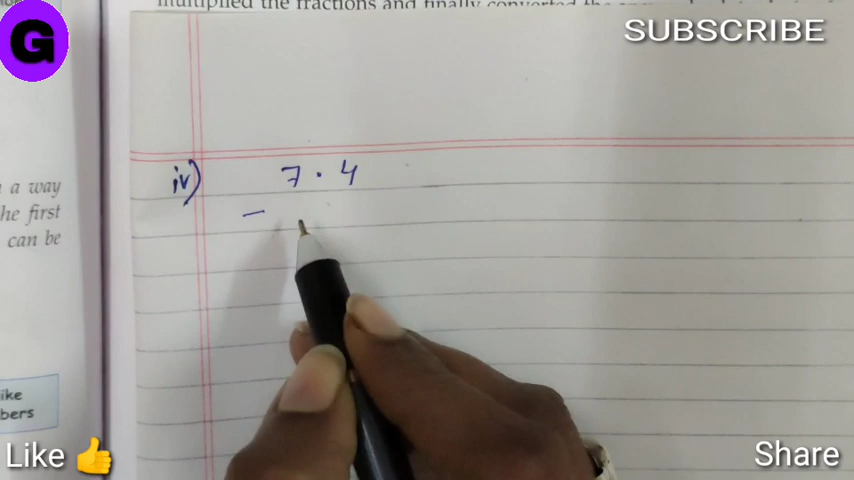 multiplied the fractions and finally converted the
G
SUBSCRIBE
a way
he first
can be
iv) 7.4
-
ike
bers
Like 👍
Share